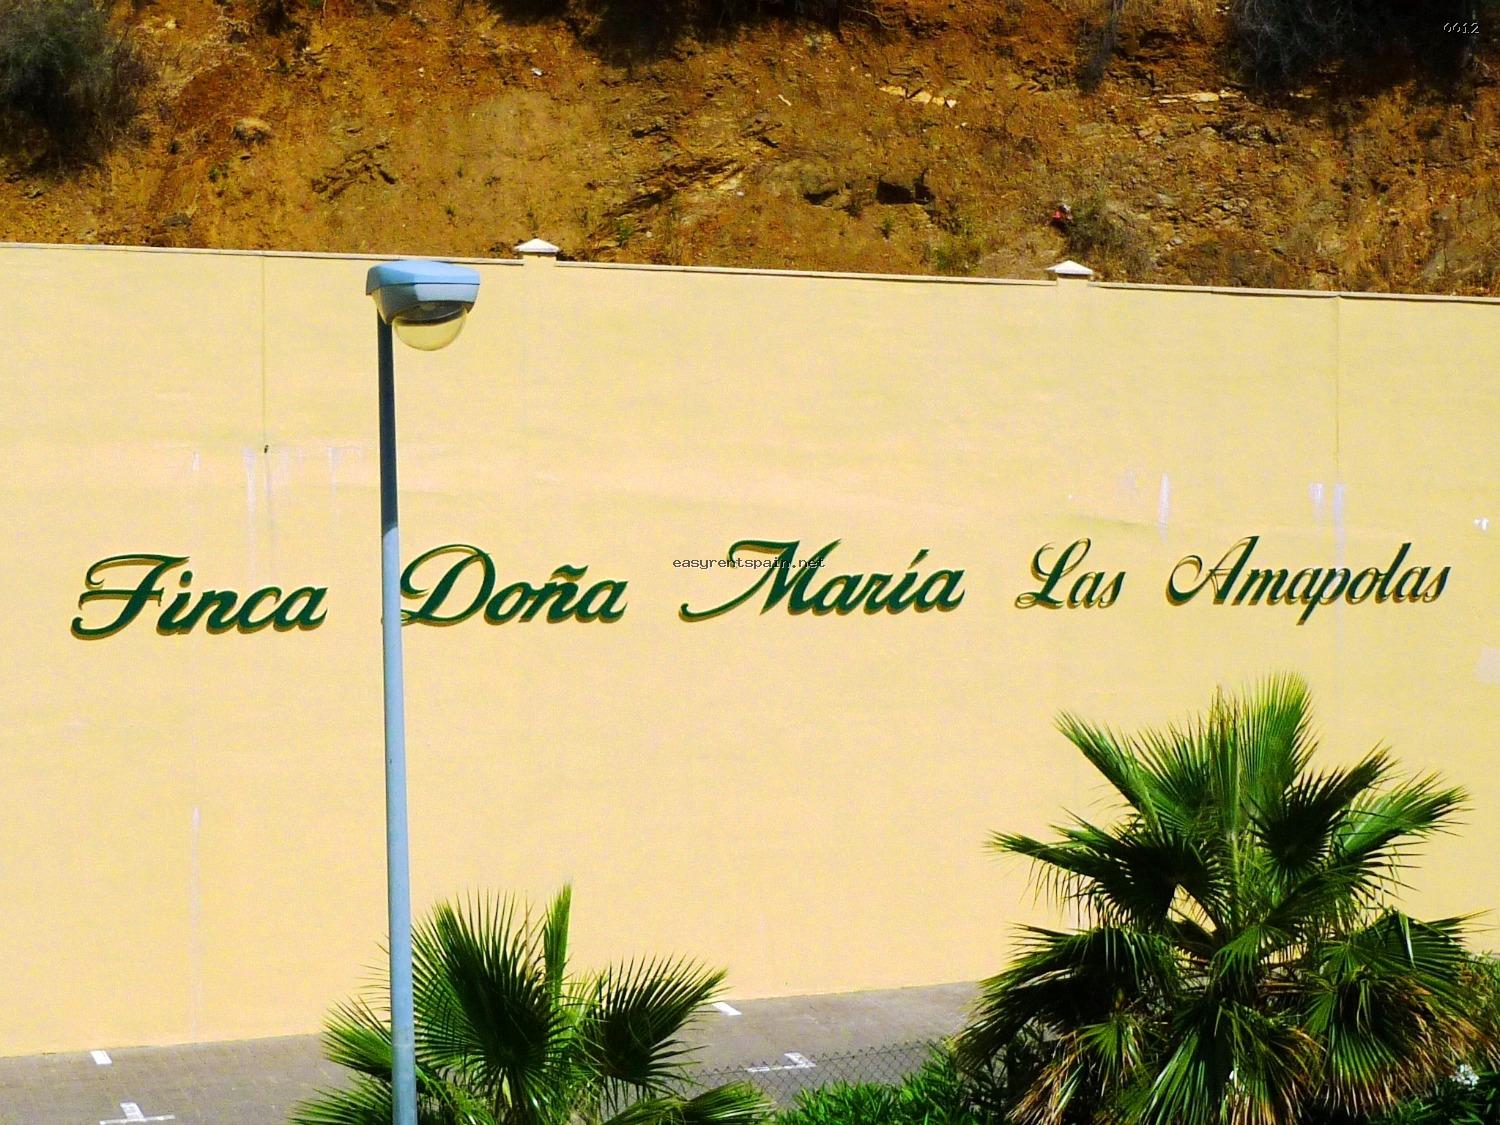 0012
Finca Doña María Las Amapolas
easyrentspain.net